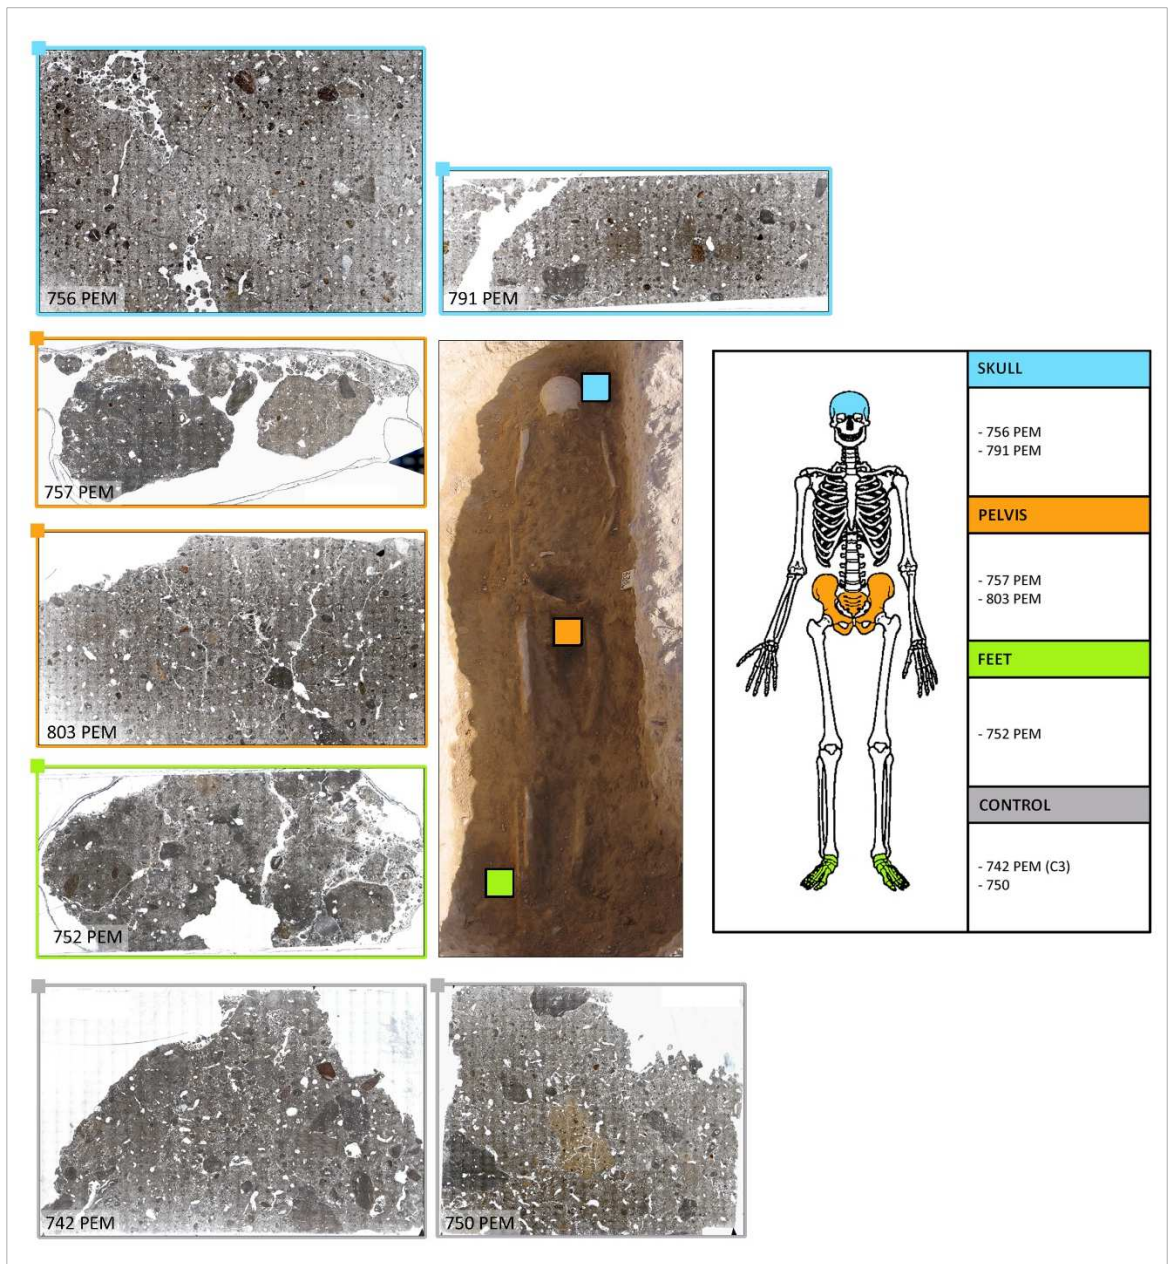 756 PEM
791 PEM
757 PEM
803 PEM
752 PEM
742 PEM
750 PEM
SKULL
- 756 PEM
- 791 PEM
PELVIS
- 757 PEM
- 803 PEM
FEET
- 752 PEM
CONTROL
- 742 PEM (C3)
- 750